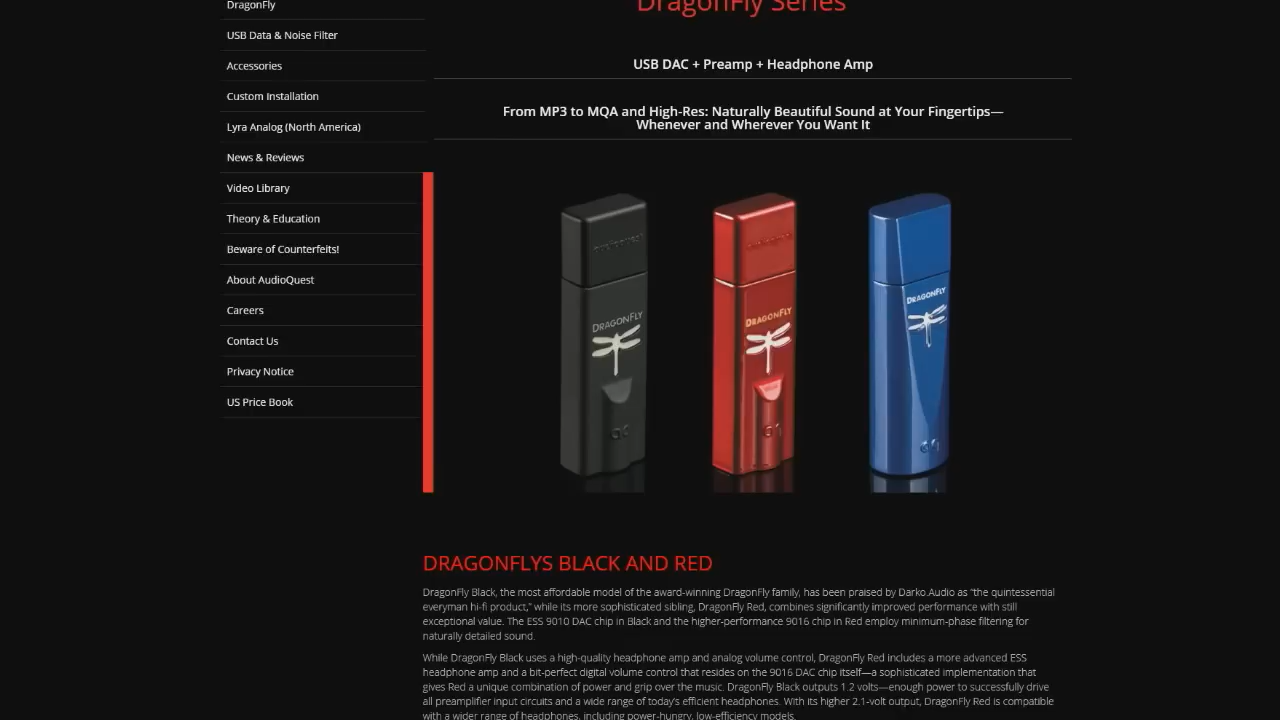 DragonFly
USB Data & Noise Filter
Accessories
Custom Installation
Lyra Analog (North America)
News & Reviews
Video Library
Theory & Education
Beware of Counterfeits!
About AudioQuest
Careers
Contact Us
Privacy Notice
US Price Book
DragonFly Series
USB DAC + Preamp + Headphone Amp
From MP3 to MQA and High-Res: Naturally Beautiful Sound at Your Fingertips—
Whenever and Wherever You Want It
DRAGONFLY
DRAGONFLY
DRAGONFLY
DRAGONFLYS BLACK AND RED
DragonFly Black, the most affordable model of the award-winning DragonFly family, has been praised by Darko.Audio as "the quintessential
everyman hi-fi product," while its more sophisticated sibling, DragonFly Red, combines significantly improved performance with still
exceptional value. The ESS 9010 DAC chip in Black and the higher-performance 9016 chip in Red employ minimum-phase filtering for
naturally detailed sound.
While DragonFly Black uses a high-quality headphone amp and analog volume control, DragonFly Red includes a more advanced ESS
headphone amp and a bit-perfect digital volume control that resides on the 9016 DAC chip itself—a sophisticated implementation that
gives Red a unique combination of power and grip over the music. DragonFly Black outputs 1.2 volts—enough power to successfully drive
all preamplifier input circuits and a wide range of today's efficient headphones. With its higher 2.1-volt output, DragonFly Red is compatible
with a wider range of headphones, including power-hungry, low-efficiency models.